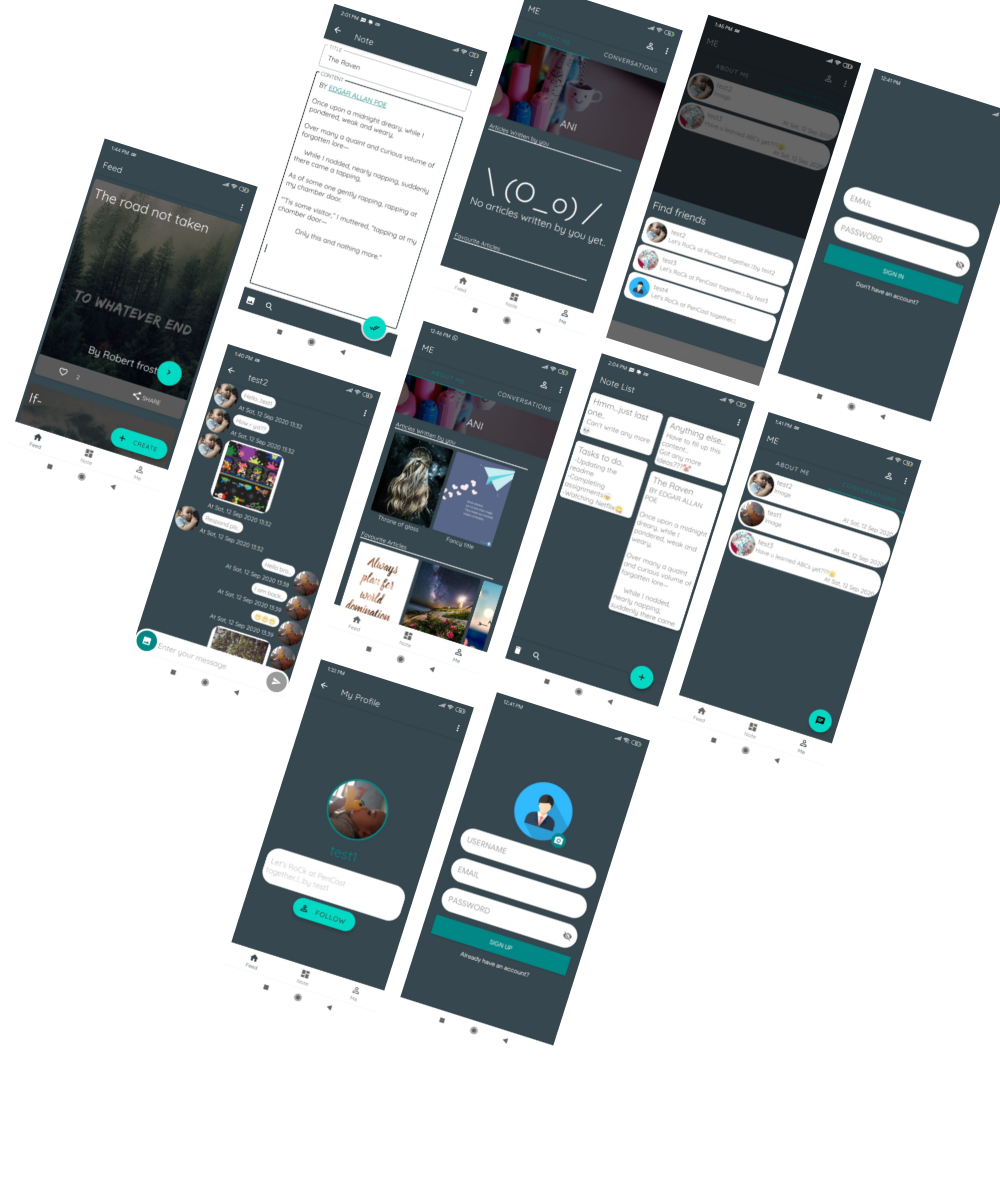 2:01 PM
Note
TITLE
The Raven
CONTENT
BY EDGAR ALLAN POE
Once upon a midnight dreary, while I
pondered, weak and weary,
Over many a quaint and curious volume of
forgotten lore—
While I nodded, nearly napping, suddenly
there came a tapping,
As of some one gently rapping, rapping at
my chamber door.
"'Tis some visitor," I muttered, "tapping at my
chamber door—
Only this and nothing more."
ME
ABOUT ME
CONVERSATIONS
ANI
Articles Written by you
\ (O_o) /
No articles written by you yet..
Favourite Articles
Feed
Note
Me
1:45 PM
ME
ABOUT ME
test2
Image
At Sat, 12 Sep 2020
test3
Have u learned ABCs yet?!!!
At Sat, 12 Sep 2020
Find friends
test2
Let's RoCk at PenCast together.!by test2
test3
Let's RoCk at PenCast together.!..by test3
test4
Let's RoCk at PenCast together.!..
12:41 PM
EMAIL
PASSWORD
SIGN IN
Don't have an account?
1:44 PM
Feed
The road not taken
TO WHATEVER END
By Robert frost
2
SHARE
If-
CREATE
Feed
Note
Me
1:40 PM
test2
Hello..test1
At Sat, 12 Sep 2020 13:32
How r ya??
At Sat, 12 Sep 2020 13:32
At Sat, 12 Sep 2020 13:32
Respond pls..
At Sat, 12 Sep 2020 13:32
Hello bro..
At Sat, 12 Sep 2020 13:38
I am back..
At Sat, 12 Sep 2020 13:39
At Sat, 12 Sep 2020 13:39
Enter your message
12:46 PM
ME
ABOUT ME
CONVERSATIONS
ANI
Articles Written by you
Throne of glass
Fancy title
Favourite Articles
Always
plan for
world
domination
Feed
Note
Me
2:04 PM
Note List
Hmm...just last
one..
Can't write any more
Anything else...
Have to fill up this
content..
Got any more
ideas???
Tasks to do..
-Updating the
readme
-Completing
assignments
-Watching Netflix
The Raven
BY EDGAR ALLAN
POE
Once upon a midnight
dreary, while I
pondered, weak and
weary,
Over many a quaint
and curious volume of
forgotten lore—
While I nodded,
nearly napping,
suddenly there came
1:41 PM
ME
ABOUT ME
CONVERSATIONS
test2
Image
At Sat, 12 Sep 2020
test1
Image
At Sat, 12 Sep 2020
test3
Have u learned ABCs yet?!!!
At Sat, 12 Sep 2020
Feed
Note
Me
1:35 PM
My Profile
test1
Let's RoCk at PenCast
together.!..by test1
FOLLOW
Feed
Note
Me
12:41 PM
USERNAME
EMAIL
PASSWORD
SIGN UP
Already have an account?